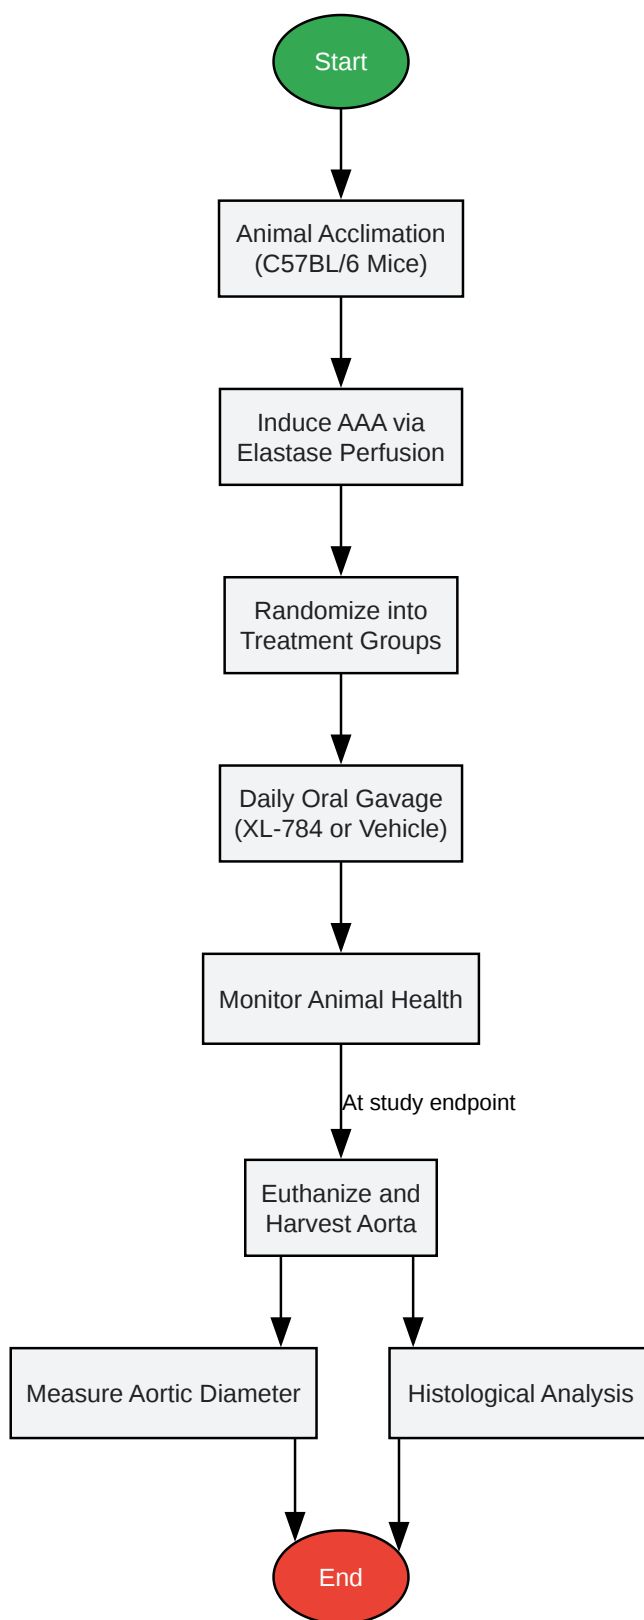 Start
Animal Acclimation
(C57BL/6 Mice)
Induce AAA via
Elastase Perfusion
Randomize into
Treatment Groups
Daily Oral Gavage
(XL-784 or Vehicle)
Monitor Animal Health
At study endpoint
Euthanize and
Harvest Aorta
Measure Aortic Diameter
Histological Analysis
End